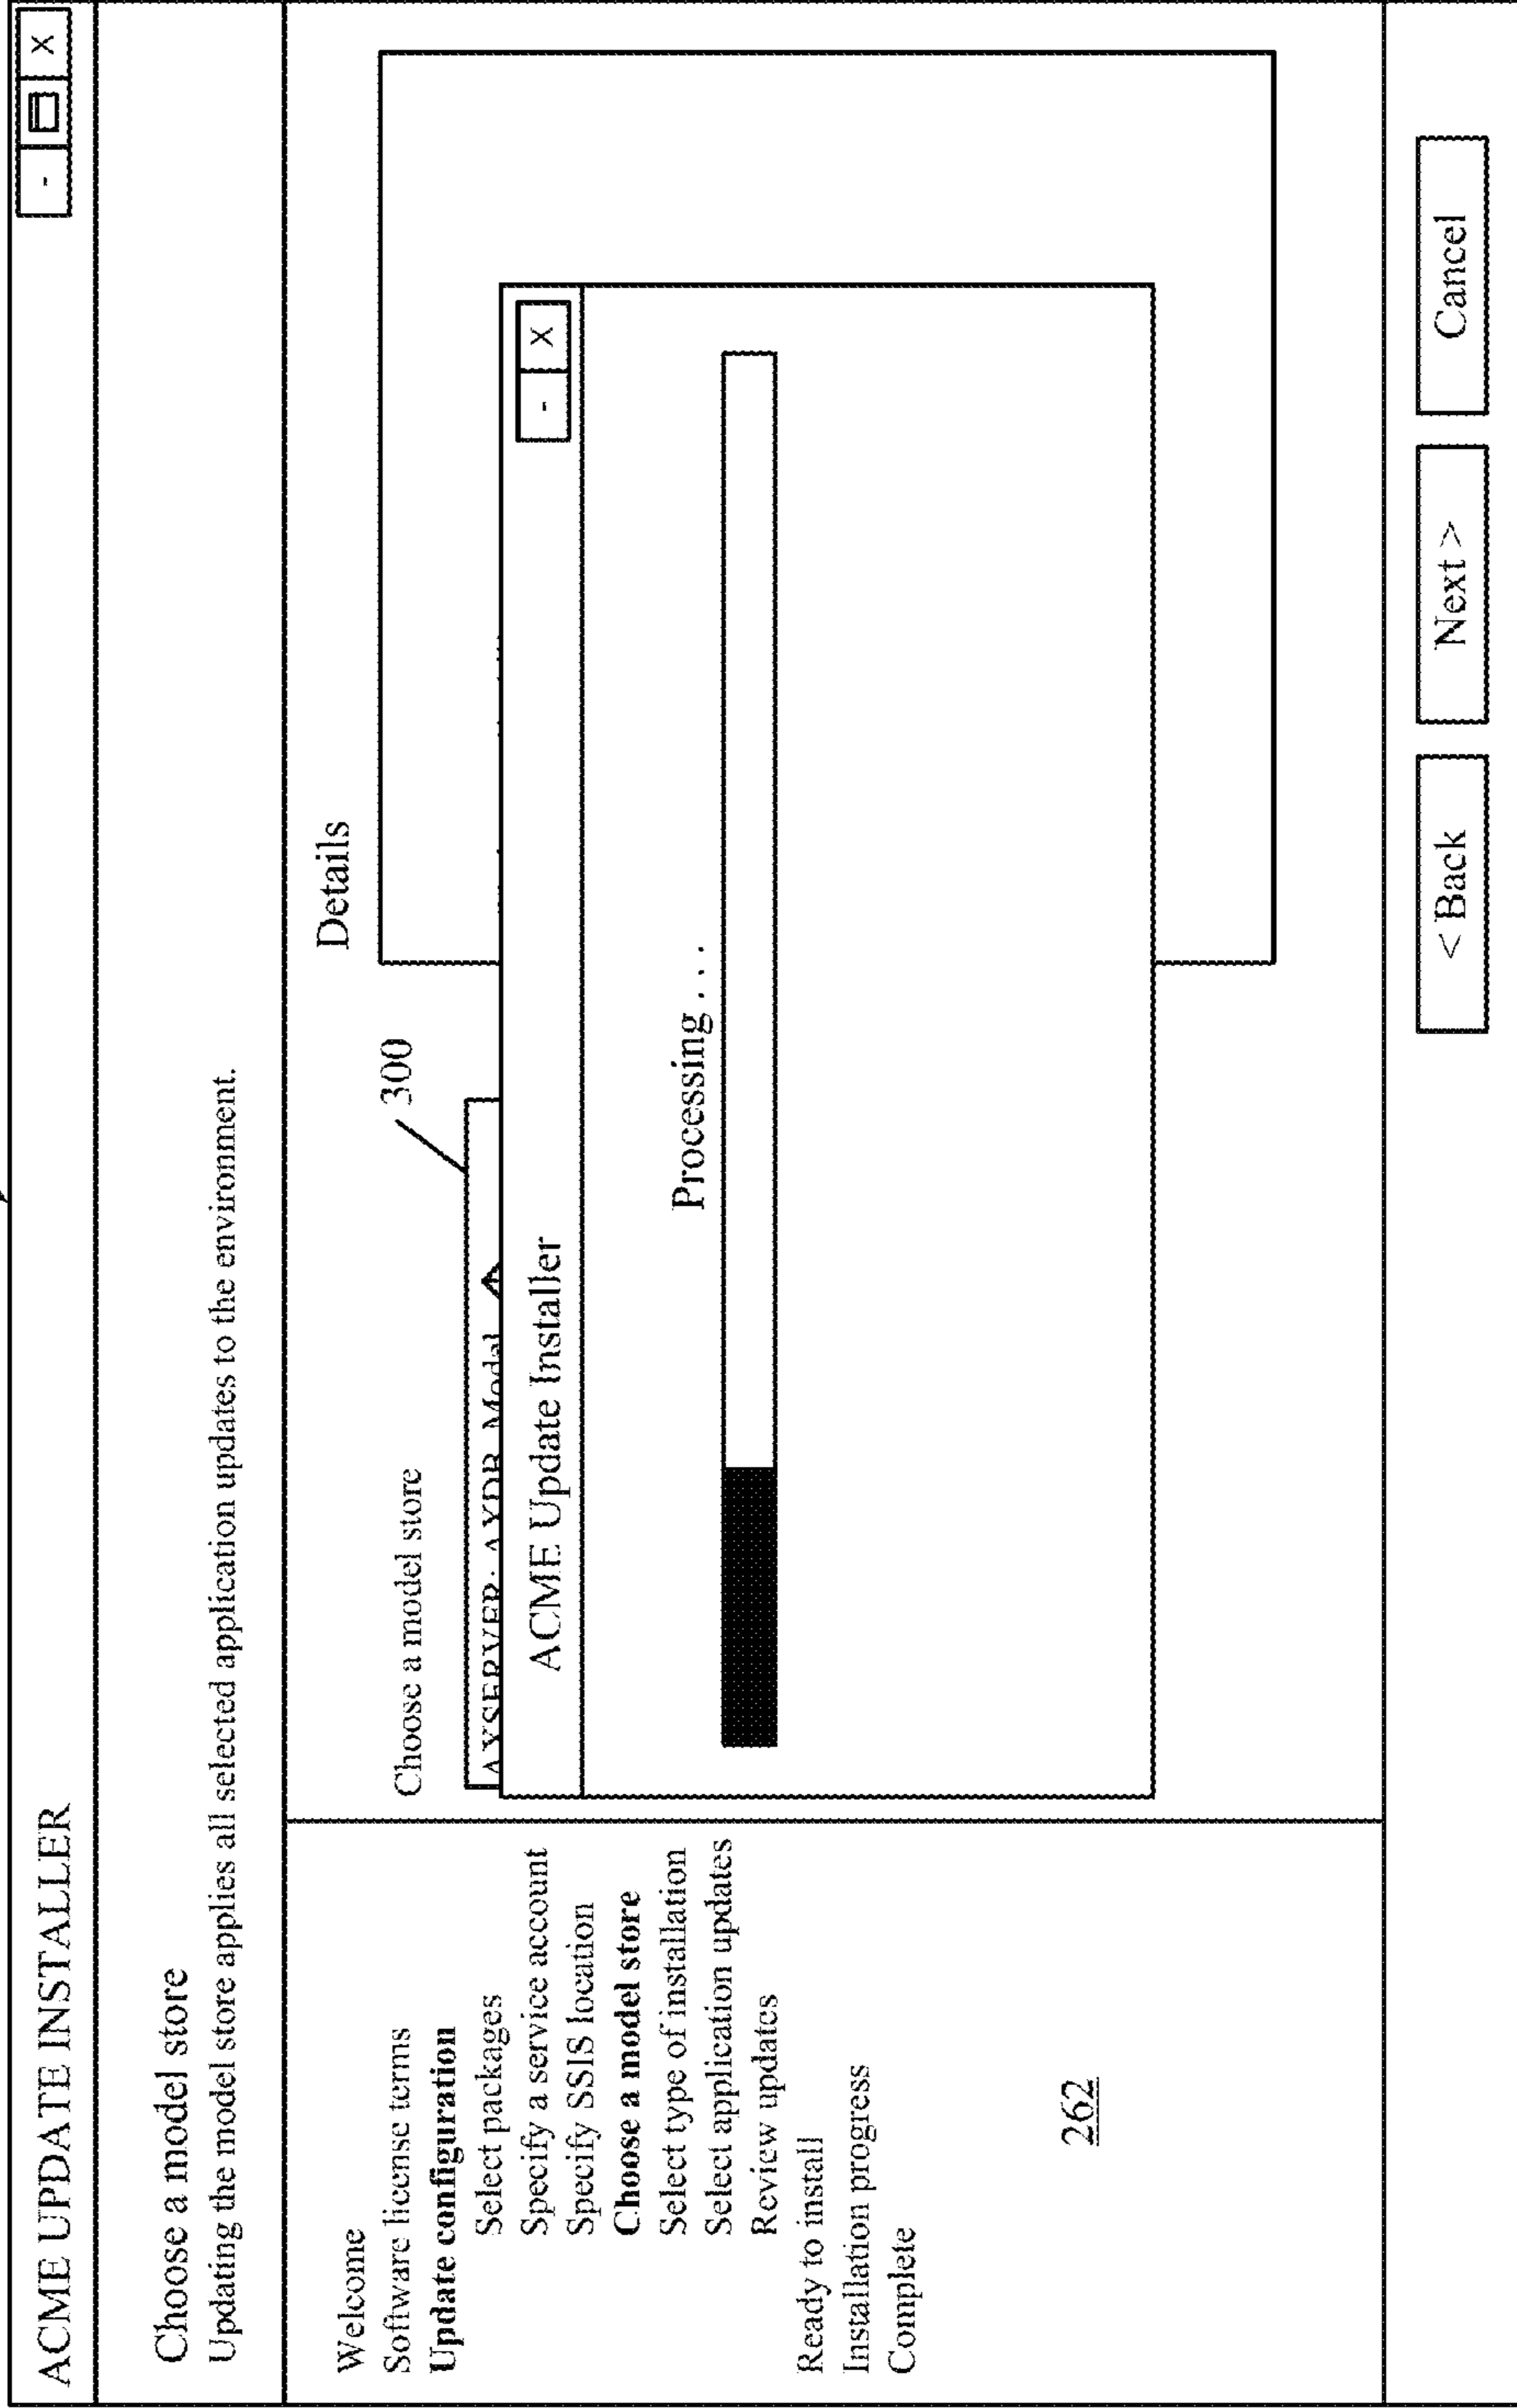 ACME UPDATE INSTALLER
- X
Choose a model store
Updating the model store applies all selected application updates to the environment.
Welcome
Software license terms
Update configuration
Select packages
Specify a service account
Specify SSIS location
Choose a model store
Select type of installation
Select application updates
Review updates
Ready to install
Installation progress
Complete
262
Choose a model store
300
Details
AXSERVER: AXDB Model
ACME Update Installer
- X
Processing . . .
< Back
Next >
Cancel